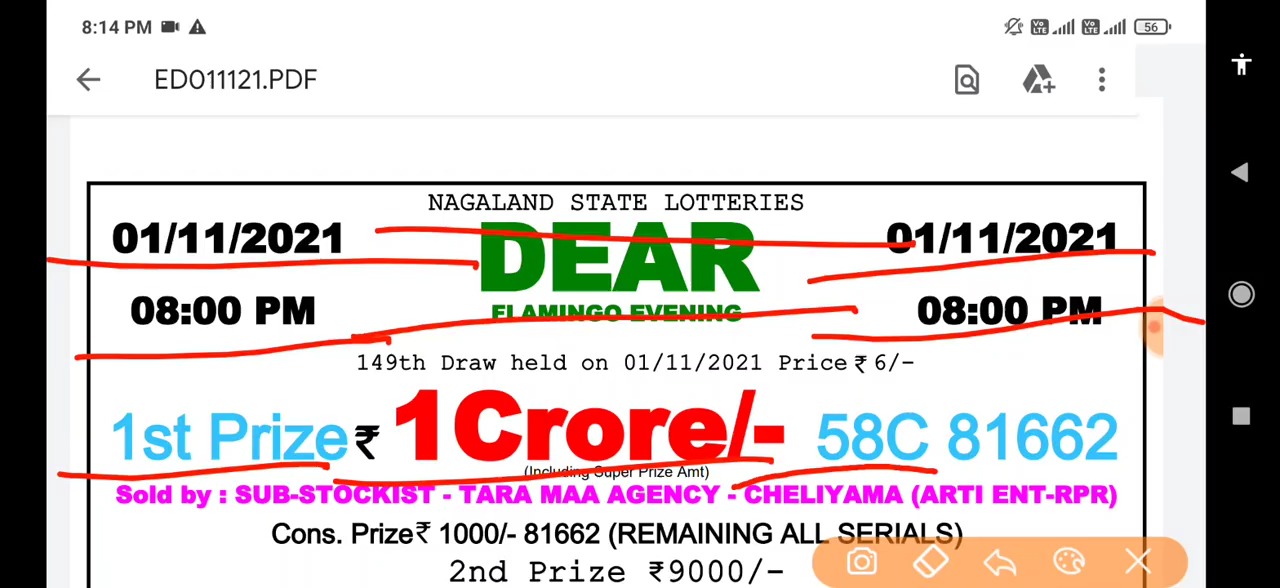 8:14 PM
56
ED011121.PDF
NAGALAND STATE LOTTERIES
01/11/2021 DEAR 01/11/2021
08:00 PM FLAMINGO EVENING 08:00 PM
149th Draw held on 01/11/2021 Price ₹ 6/-
1st Prize ₹ 1Crore/- 58C 81662
(Including Super Prize Amt)
Sold by : SUB-STOCKIST - TARA MAA AGENCY - CHELIYAMA (ARTI ENT-RPR)
Cons. Prize ₹ 1000/- 81662 (REMAINING ALL SERIALS)
2nd Prize ₹9000/-